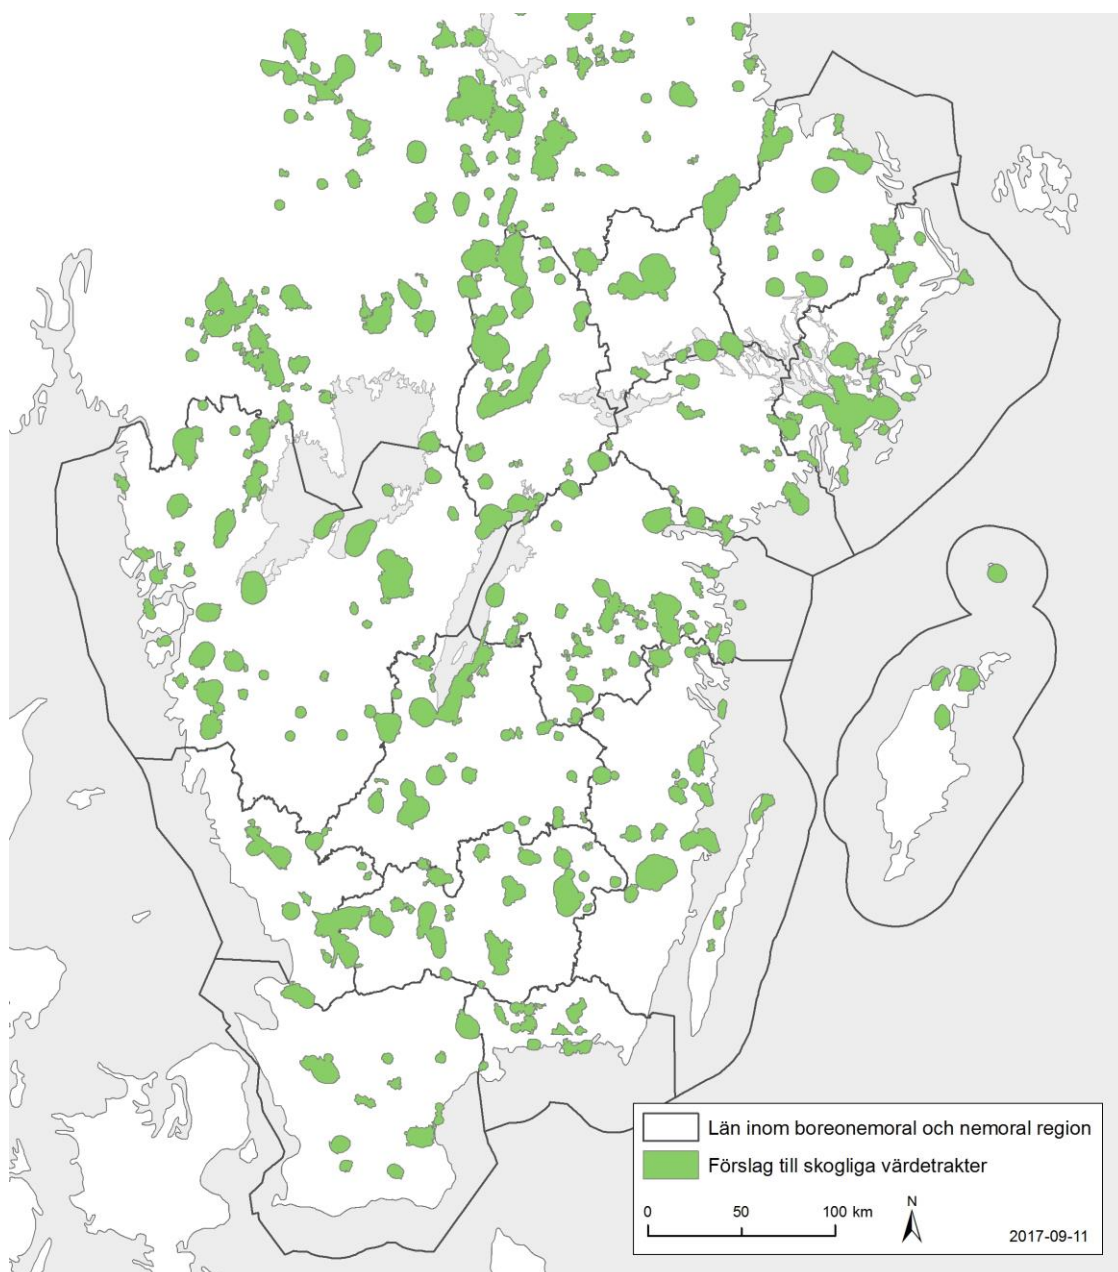 Län inom boreonemoral och nemoral region
Förslag till skogliga värdetrakter
0 50 100 km
N
2017-09-11